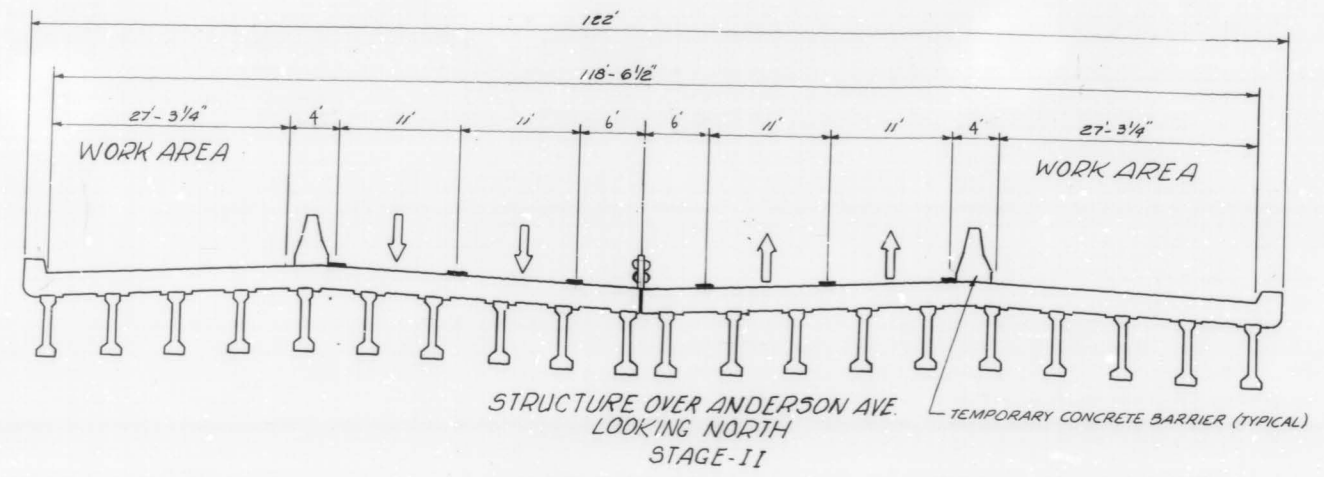 122'
118'-6 1/2"
27'-3 1/4" 4' 11' 11' 6' 6' 11' 11' 4' 27'-3 1/4"
WORK AREA
WORK AREA
STRUCTURE OVER ANDERSON AVE.
LOOKING NORTH
STAGE-II
TEMPORARY CONCRETE BARRIER (TYPICAL)